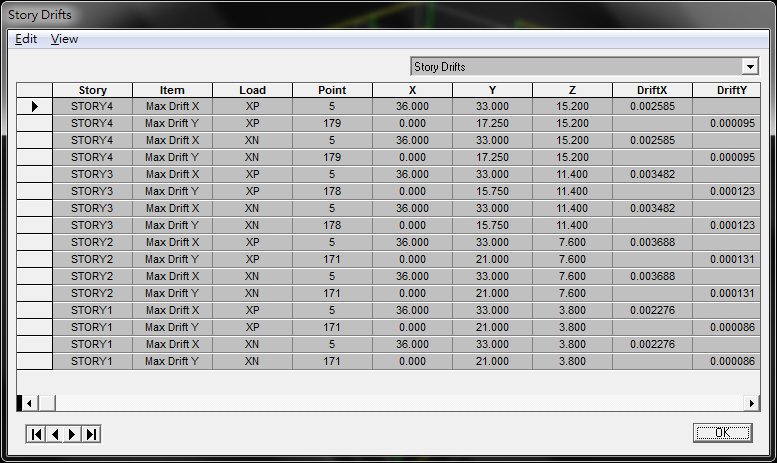 Story Drifts
Edit View
Story Drifts
Story Item Load Point X Y Z DriftX DriftY
STORY4 Max Drift X XP 5 36.000 33.000 15.200 0.002585
STORY4 Max Drift Y XP 179 0.000 17.250 15.200 0.000095
STORY4 Max Drift X XN 5 36.000 33.000 15.200 0.002585
STORY4 Max Drift Y XN 179 0.000 17.250 15.200 0.000095
STORY3 Max Drift X XP 5 36.000 33.000 11.400 0.003482
STORY3 Max Drift Y XP 178 0.000 15.750 11.400 0.000123
STORY3 Max Drift X XN 5 36.000 33.000 11.400 0.003482
STORY3 Max Drift Y XN 178 0.000 15.750 11.400 0.000123
STORY2 Max Drift X XP 5 36.000 33.000 7.600 0.003688
STORY2 Max Drift Y XP 171 0.000 21.000 7.600 0.000131
STORY2 Max Drift X XN 5 36.000 33.000 7.600 0.003688
STORY2 Max Drift Y XN 171 0.000 21.000 7.600 0.000131
STORY1 Max Drift X XP 5 36.000 33.000 3.800 0.002276
STORY1 Max Drift Y XP 171 0.000 21.000 3.800 0.000086
STORY1 Max Drift X XN 5 36.000 33.000 3.800 0.002276
STORY1 Max Drift Y XN 171 0.000 21.000 3.800 0.000086
OK